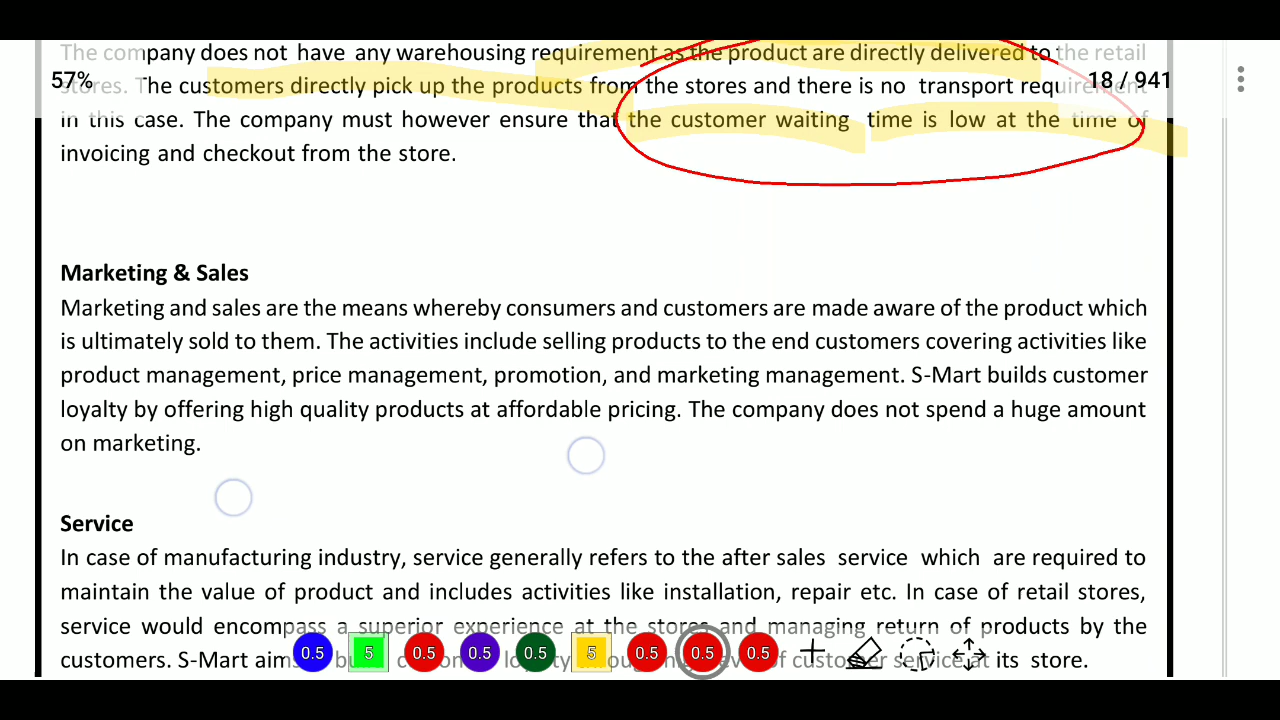 The company does not have any warehousing requirement as the product are directly delivered to the retail
57%
18 / 941
stores. The customers directly pick up the products from the stores and there is no transport requirement
in this case. The company must however ensure that the customer waiting time is low at the time of
invoicing and checkout from the store.
Marketing & Sales
Marketing and sales are the means whereby consumers and customers are made aware of the product which
is ultimately sold to them. The activities include selling products to the end customers covering activities like
product management, price management, promotion, and marketing management. S-Mart builds customer
loyalty by offering high quality products at affordable pricing. The company does not spend a huge amount
on marketing.
Service
In case of manufacturing industry, service generally refers to the after sales service which are required to
maintain the value of product and includes activities like installation, repair etc. In case of retail stores,
service would encompass a superior experience at the stores and managing return of products by the
customers. S-Mart of customer service at its store.
0.5 5 0.5 0.5 0.5 5 0.5 0.5 0.5